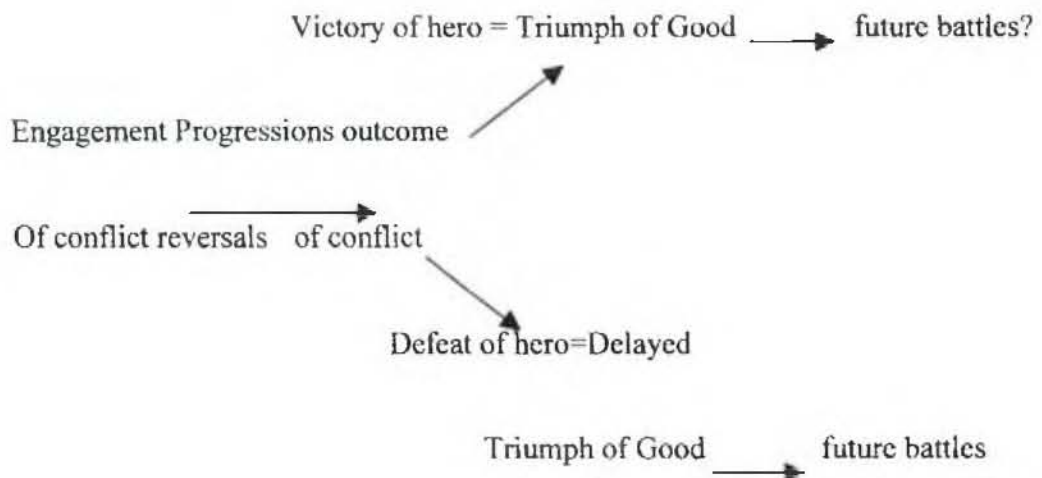 Victory of hero = Triumph of Good future battles?
Engagement Progressions outcome
Of conflict reversals of conflict
Defeat of hero=Delayed
Triumph of Good future battles